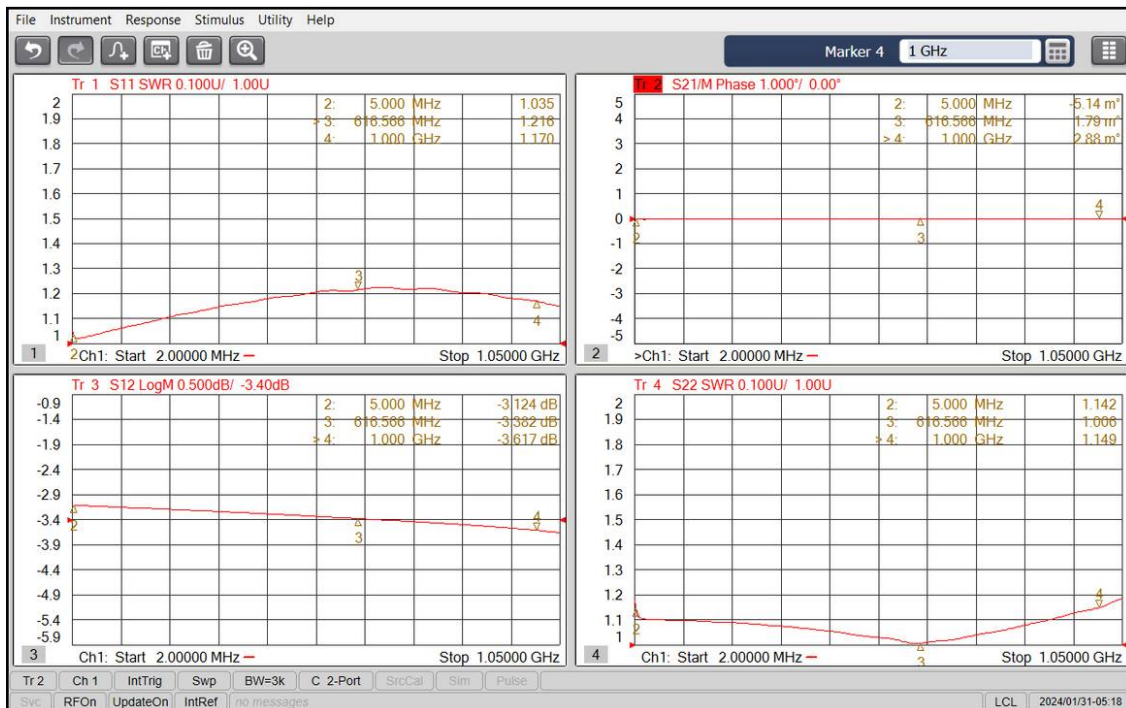 File Instrument Response Stimulus Utility Help
Marker 4 1 GHz
Tr 1 S11 SWR 0.100U/ 1.00U
2: 5.000 MHz 1.035
> 3: 616.566 MHz 1.216
4: 1.000 GHz 1.170
2
1.9
1.8
1.7
1.6
1.5
1.4
1.3
1.2
1.1
1
3
4
2
1
Ch1: Start 2.00000 MHz
Stop 1.05000 GHz
Tr 2 S21/M Phase 1.000°/ 0.00°
2: 5.000 MHz -5.14 m°
3: 616.566 MHz 1.79 m°
> 4: 1.000 GHz 2.88 m°
5
4
3
2
1
0
-1
-2
-3
-4
-5
2
3
4
2
>Ch1: Start 2.00000 MHz
Stop 1.05000 GHz
Tr 3 S12 LogM 0.500dB/ -3.40dB
2: 5.000 MHz -3.124 dB
3: 616.566 MHz -3.382 dB
> 4: 1.000 GHz -3.617 dB
-0.9
-1.4
-1.9
-2.4
-2.9
-3.4
-3.9
-4.4
-4.9
-5.4
-5.9
2
3
4
3
Ch1: Start 2.00000 MHz
Stop 1.05000 GHz
Tr 4 S22 SWR 0.100U/ 1.00U
2: 5.000 MHz 1.142
3: 616.566 MHz 1.006
> 4: 1.000 GHz 1.149
2
1.9
1.8
1.7
1.6
1.5
1.4
1.3
1.2
1.1
1
2
3
4
4
Ch1: Start 2.00000 MHz
Stop 1.05000 GHz
Tr 2 Ch 1 IntTrig Swp BW=3k C 2-Port SrcCal Sim Pulse
Svc RFOn UpdateOn IntRef no messages LCL 2024/01/31-05:18